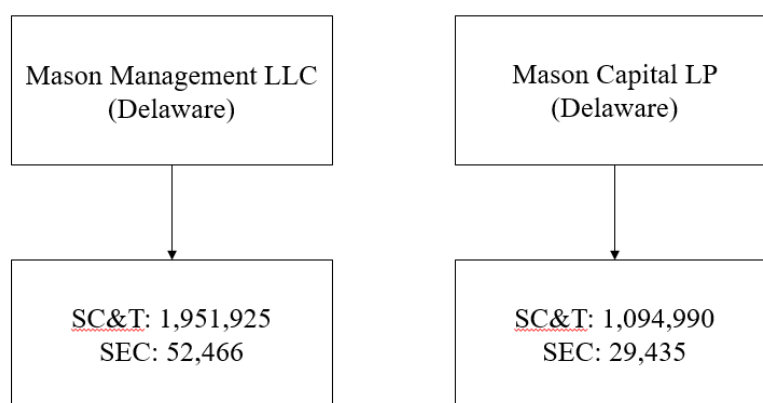 Mason Management LLC
(Delaware)
Mason Capital LP
(Delaware)
SC&T: 1,951,925
SEC: 52,466
SC&T: 1,094,990
SEC: 29,435